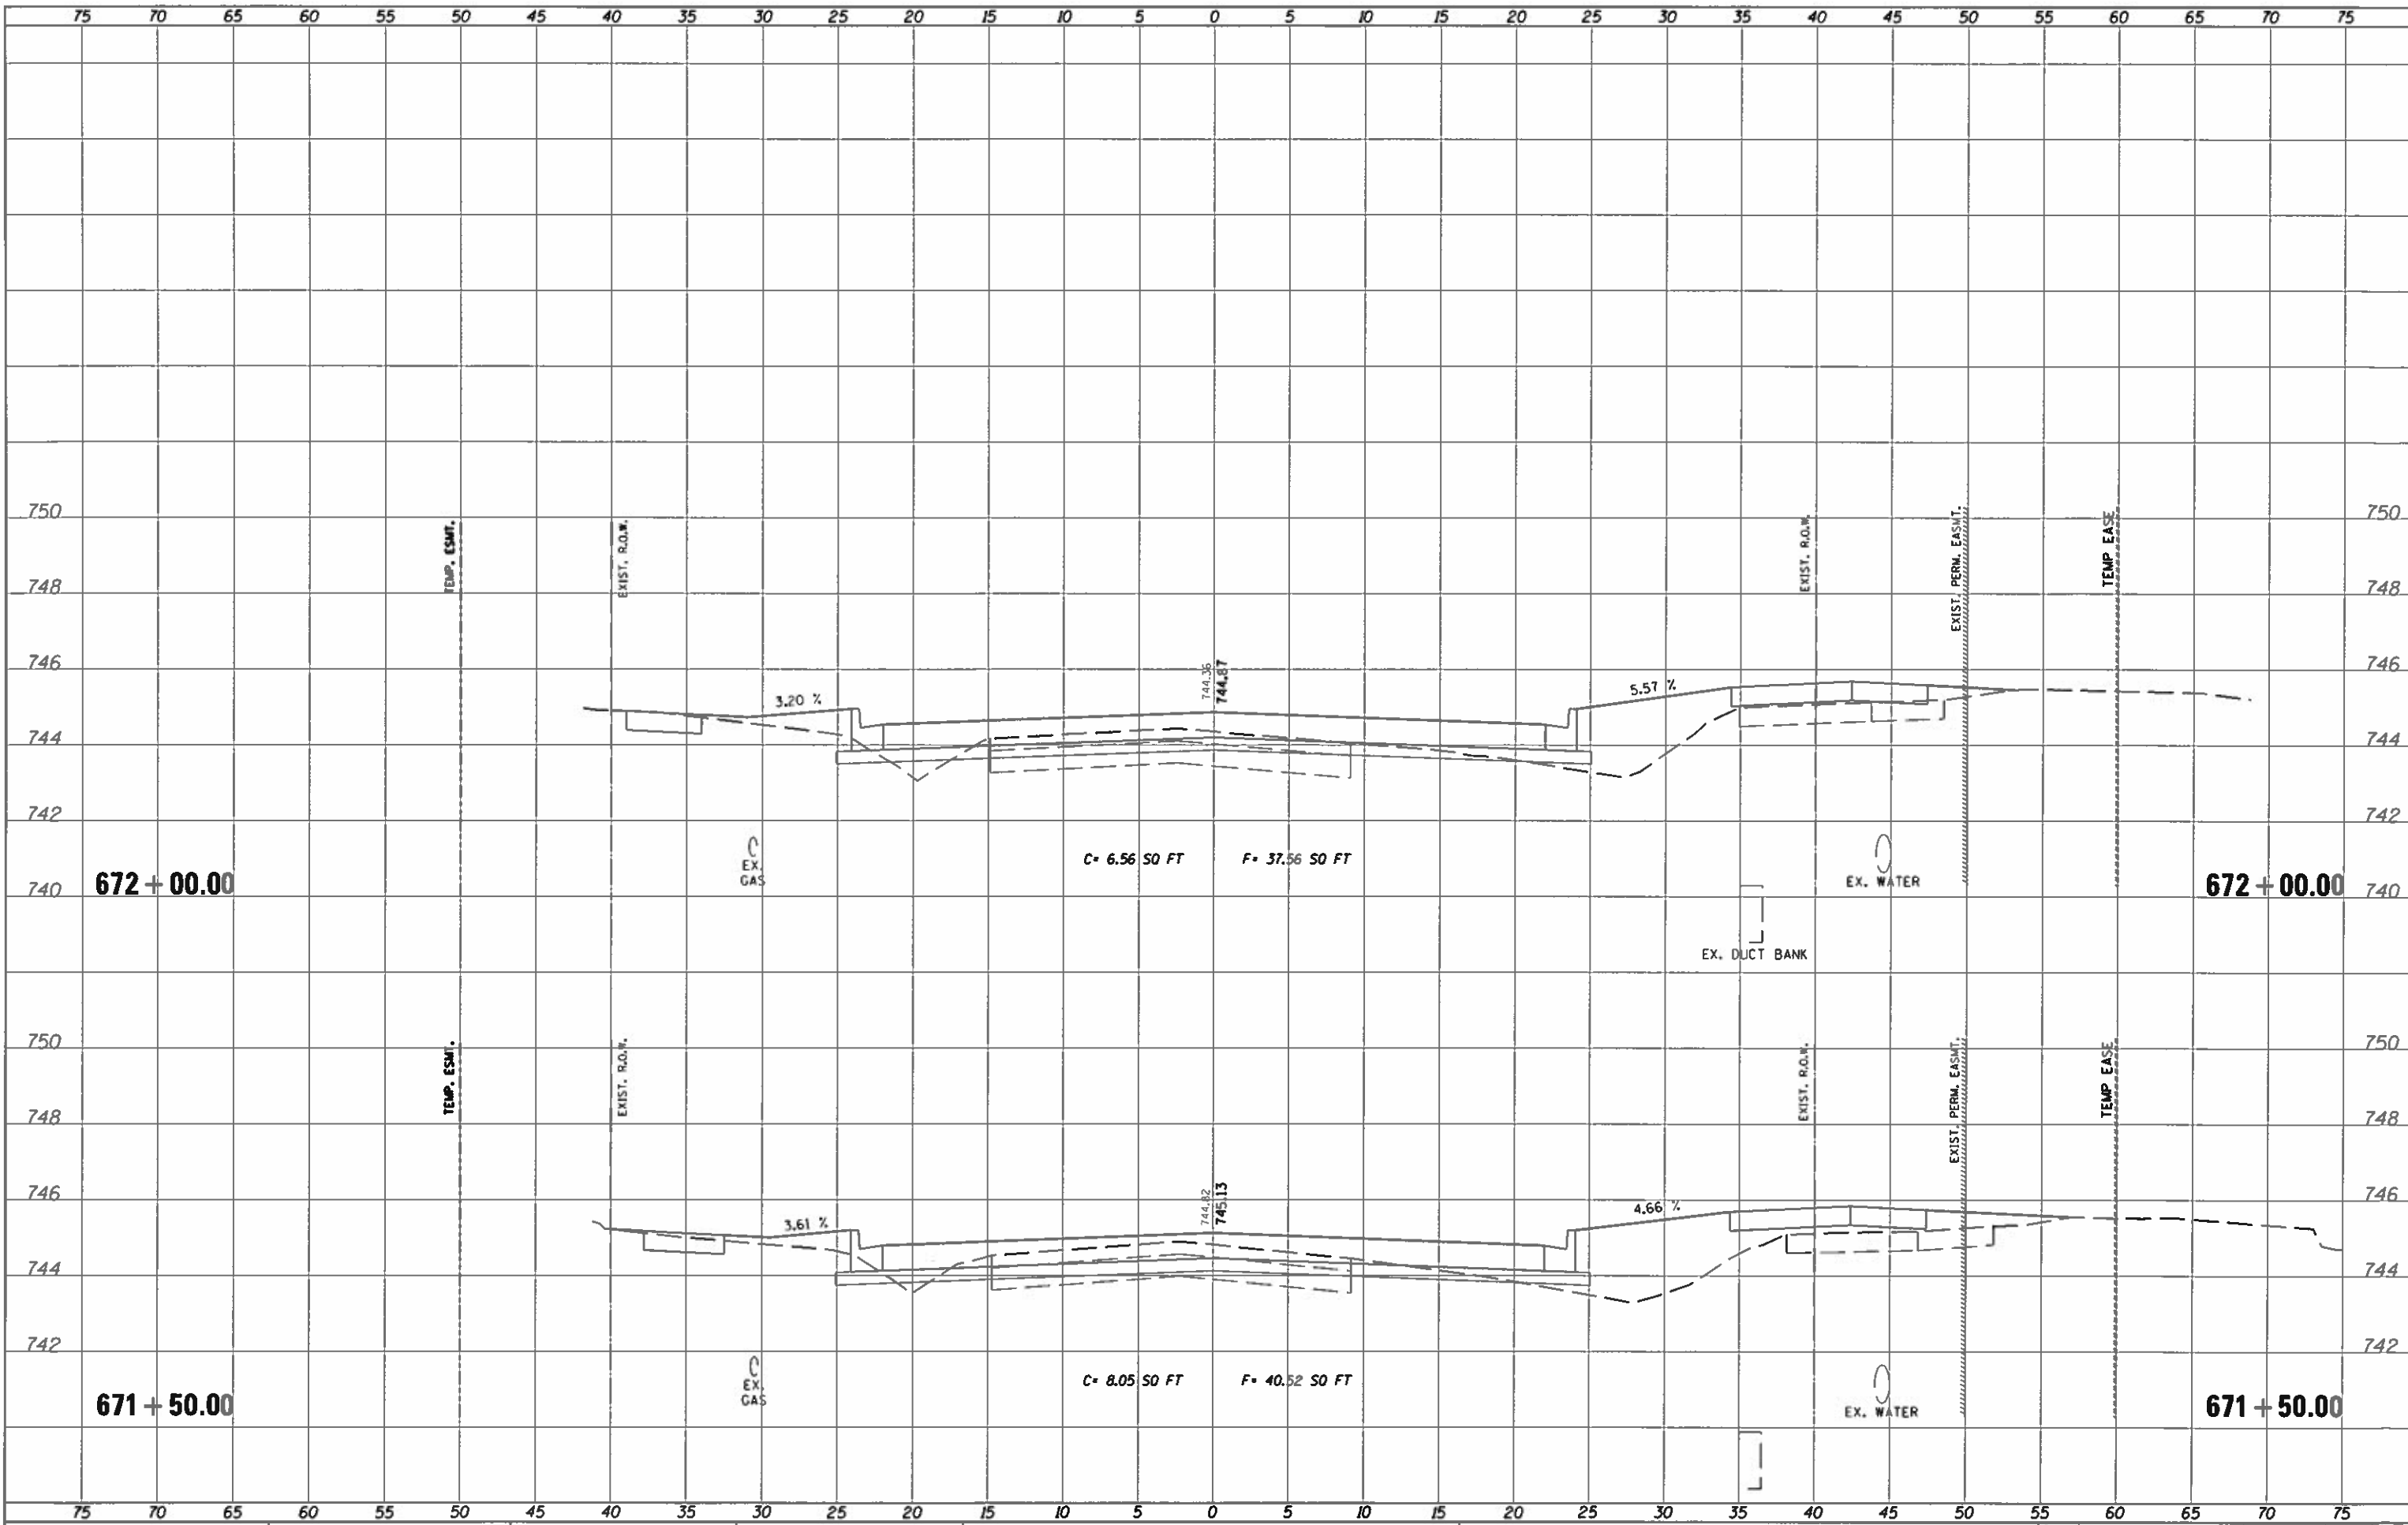 75 70 65 60 55 50 45 40 35 30 25 20 15 10 5 0 5 10 15 20 25 30 35 40 45 50 55 60 65 70 75
750 TEMP. ESMT. EXIST. R.O.W. EXIST. R.O.W. EXIST. PERM. EASMT. TEMP EASE 750
748 748
746 744.36 744.87 746
3.20 % 5.57 %
744 744
742 742
C= 6.56 SQ FT F= 37.56 SQ FT
EX. GAS
EX. WATER
672 + 00.00 672 + 00.00
740 740
EX. DUCT BANK
750 TEMP. ESMT. EXIST. R.O.W. EXIST. R.O.W. EXIST. PERM. EASMT. TEMP EASE 750
748 748
746 744.82 745.13 746
3.61 % 4.66 %
744 744
742 742
C= 8.05 SQ FT F= 40.52 SQ FT
EX. GAS
EX. WATER
671 + 50.00 671 + 50.00
75 70 65 60 55 50 45 40 35 30 25 20 15 10 5 0 5 10 15 20 25 30 35 40 45 50 55 60 65 70 75